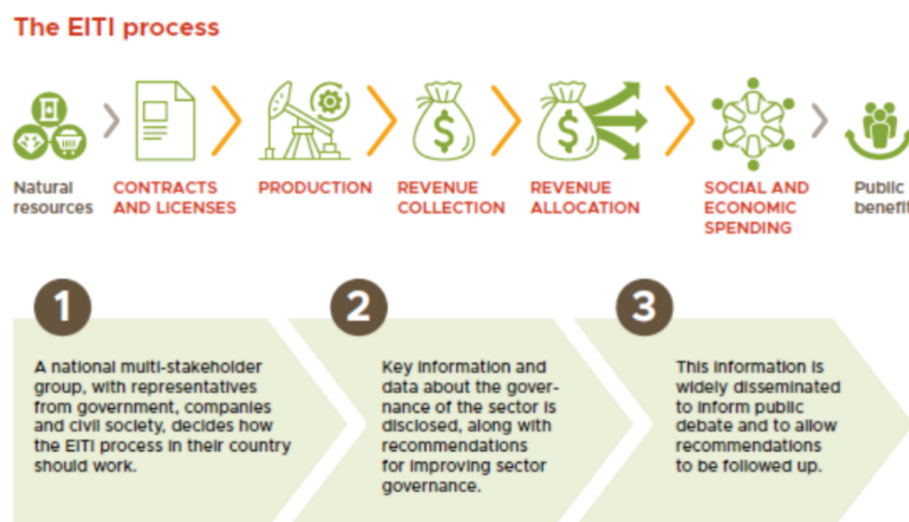 The EITI process
Natural
resources
CONTRACTS
AND LICENSES
PRODUCTION
REVENUE
COLLECTION
REVENUE
ALLOCATION
SOCIAL AND
ECONOMIC
SPENDING
Public
benefit
1
A national multi-stakeholder
group, with representatives
from government, companies
and civil society, decides how
the EITI process in their country
should work.
2
Key information and
data about the gover-
nance of the sector is
disclosed, along with
recommendations
for improving sector
governance.
3
This information is
widely disseminated
to inform public
debate and to allow
recommendations
to be followed up.